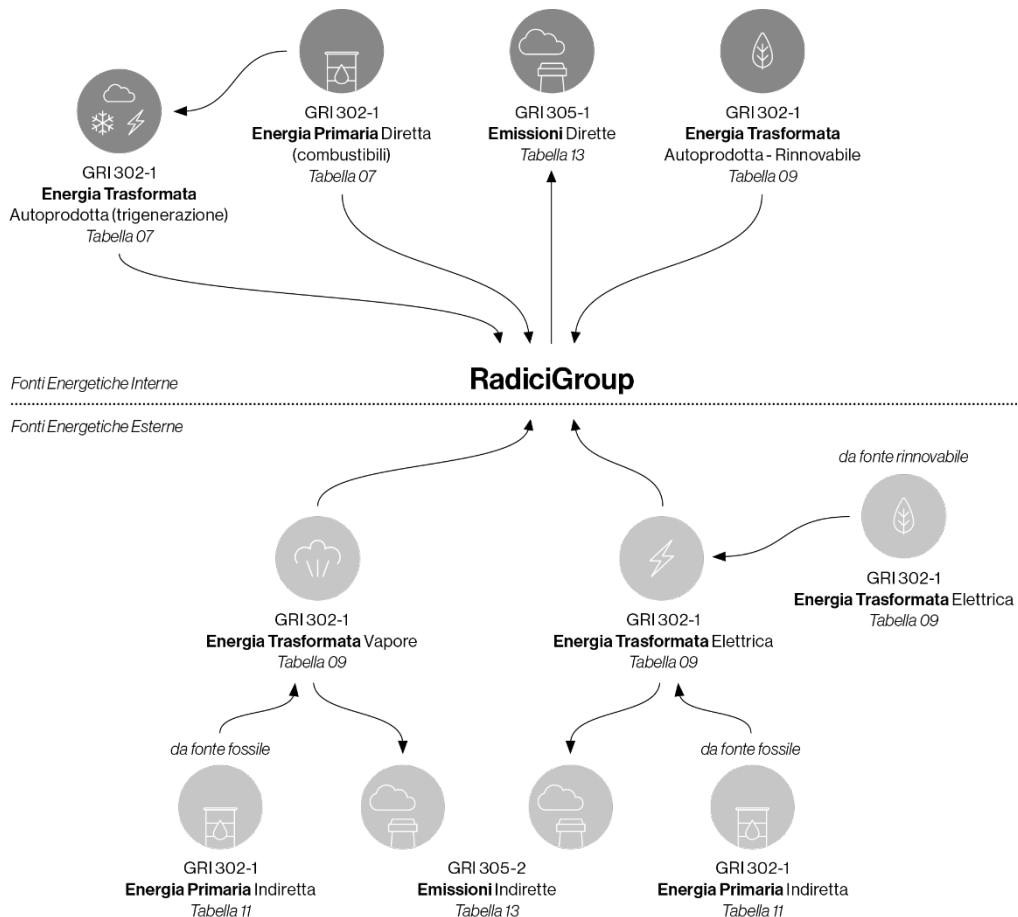 GRI 302-1
Energia Trasformata
Autoprodotta (trigenerazione)
Tabella 07
GRI 302-1
Energia Primaria Diretta
(combustibili)
Tabella 07
GRI 305-1
Emissioni Dirette
Tabella 13
GRI 302-1
Energia Trasformata
Autoprodotta - Rinnovabile
Tabella 09
Fonti Energetiche Interne
RadiciGroup
Fonti Energetiche Esterne
da fonte rinnovabile
GRI 302-1
Energia Trasformata Elettrica
Tabella 09
GRI 302-1
Energia Trasformata Vapore
Tabella 09
GRI 302-1
Energia Trasformata Elettrica
Tabella 09
da fonte fossile
da fonte fossile
GRI 302-1
Energia Primaria Indiretta
Tabella 11
GRI 305-2
Emissioni Indirette
Tabella 13
GRI 302-1
Energia Primaria Indiretta
Tabella 11